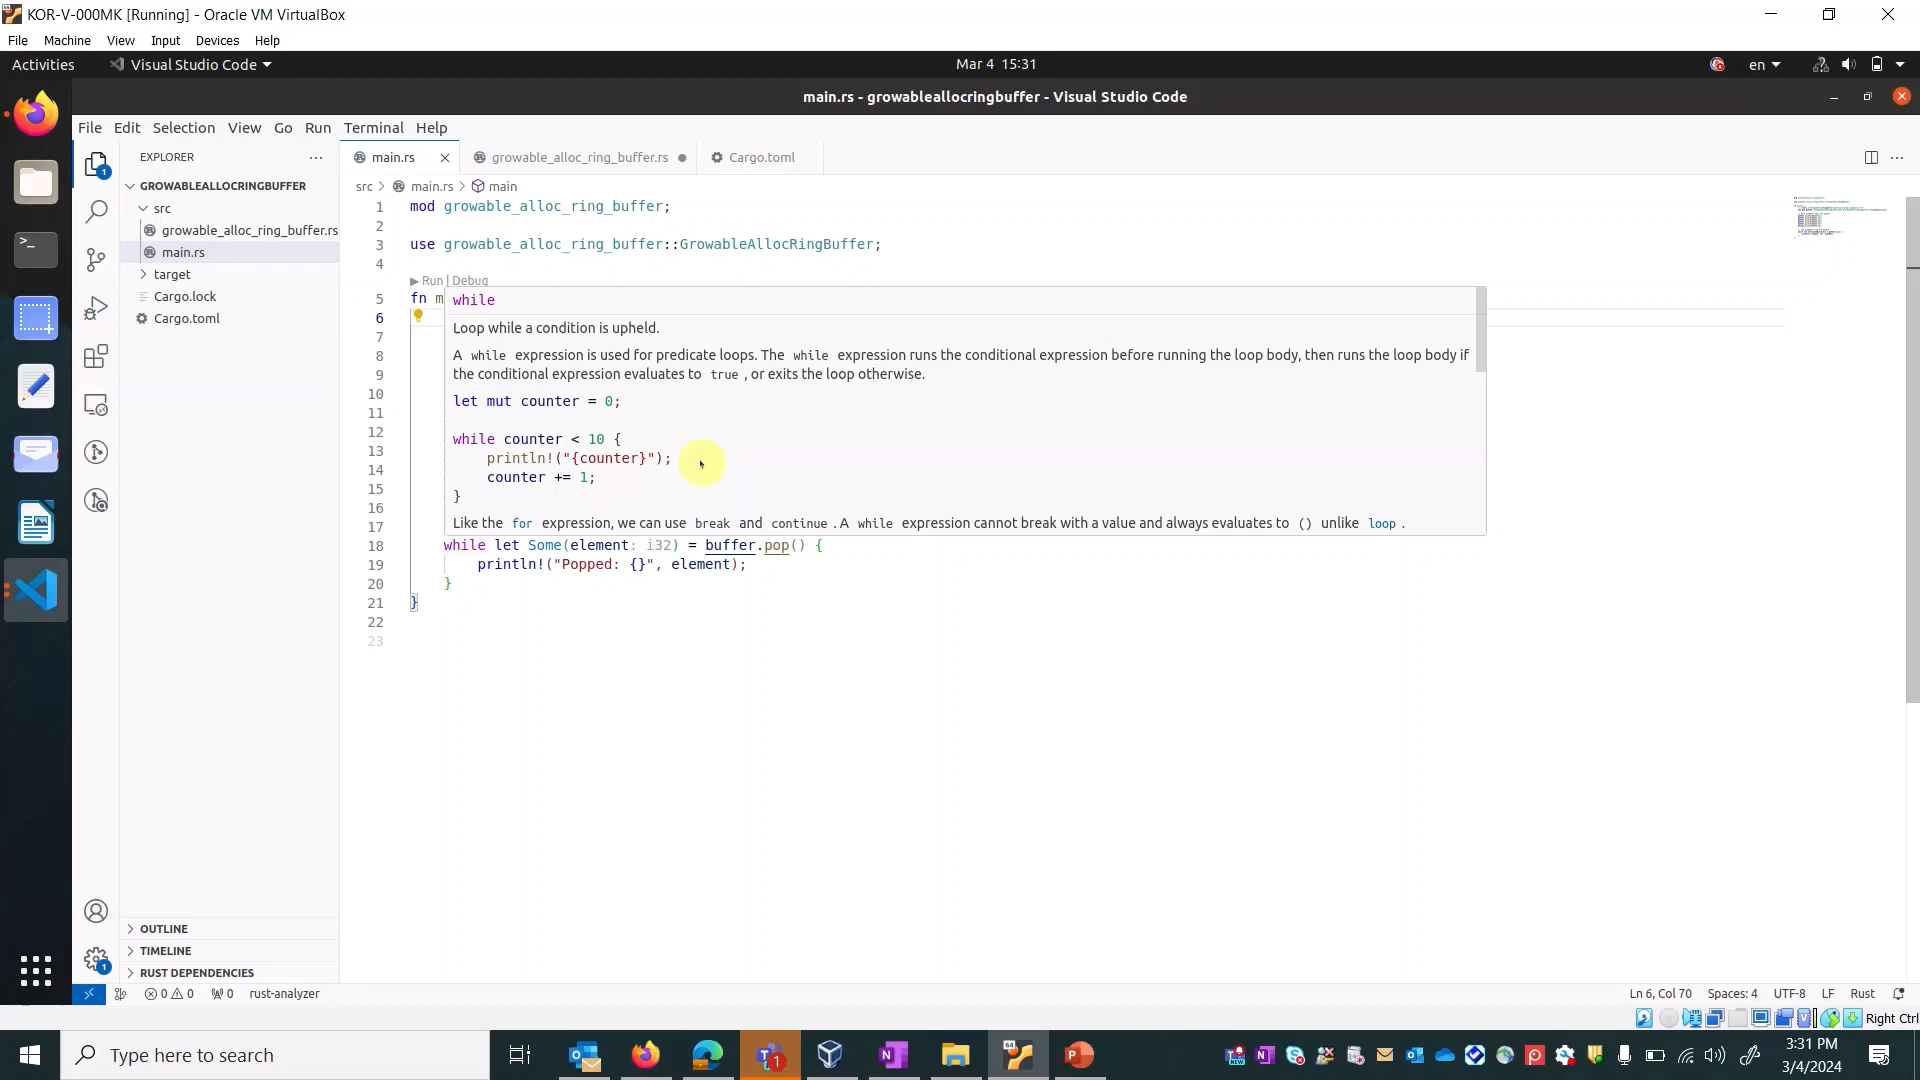 KOR-V-000MK [Running] - Oracle VM VirtualBox
File Machine View Input Devices Help
Activities Visual Studio Code Mar 4 15:31 en
main.rs - growableallocringbuffer - Visual Studio Code
File Edit Selection View Go Run Terminal Help
EXPLORER main.rs growable_alloc_ring_buffer.rs Cargo.toml
GROWABLEALLOCRINGBUFFER
src > main.rs > main
src
growable_alloc_ring_buffer.rs
main.rs
target
Cargo.lock
Cargo.toml
1 mod growable_alloc_ring_buffer;
2
3 use growable_alloc_ring_buffer::GrowableAllocRingBuffer;
4
▶ Run | Debug
5 fn m
6
7
8
9
10
11
12
13
14
15
16
17
while
Loop while a condition is upheld.
A while expression is used for predicate loops. The while expression runs the conditional expression before running the loop body, then runs the loop body if
the conditional expression evaluates to true , or exits the loop otherwise.
let mut counter = 0;
while counter < 10 {
println!("{counter}");
counter += 1;
}
Like the for expression, we can use break and continue . A while expression cannot break with a value and always evaluates to () unlike loop .
18 while let Some(element: i32) = buffer.pop() {
19 println!("Popped: {}", element);
20 }
21 }
22
23
OUTLINE
TIMELINE
RUST DEPENDENCIES
0 0 0 rust-analyzer Ln 6, Col 70 Spaces: 4 UTF-8 LF Rust
Right Ctrl
Type here to search
3:31 PM
3/4/2024